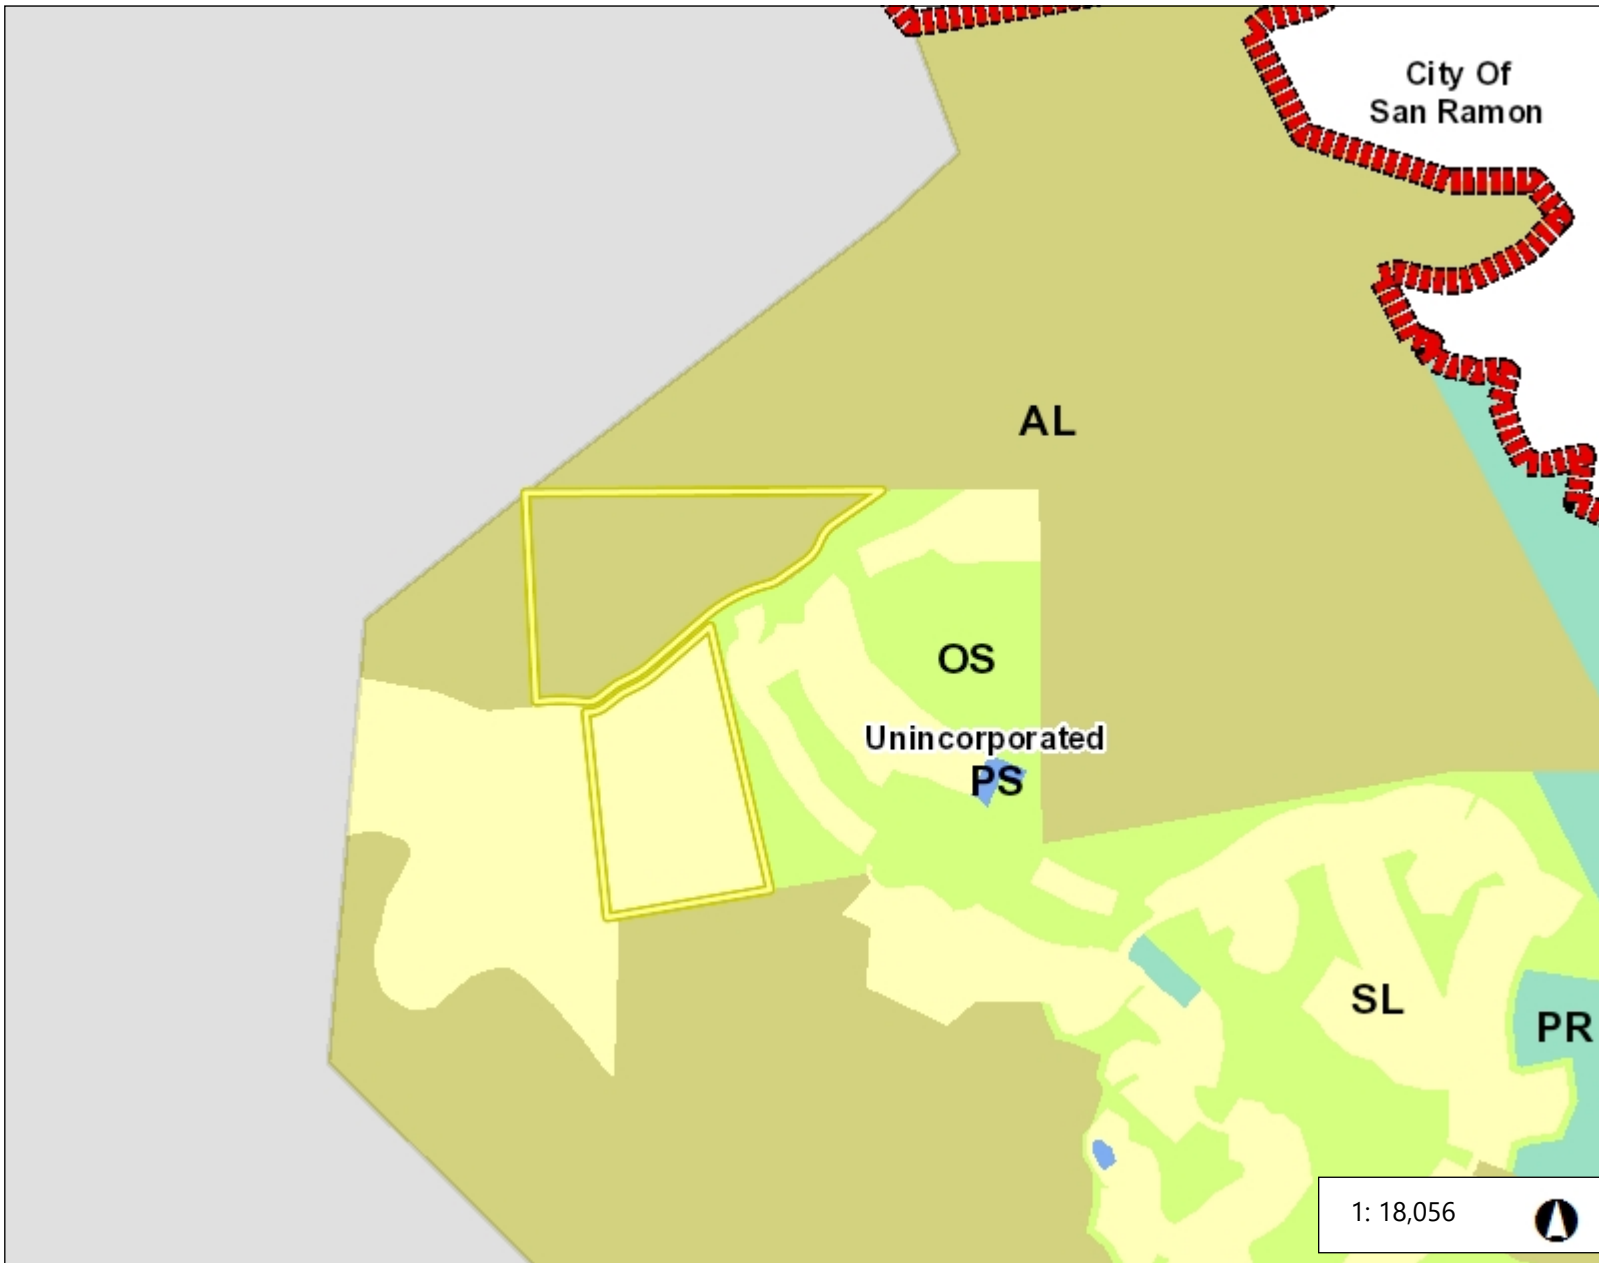 City Of
San Ramon
AL
OS
Unincorporated
PS
SL
PR
1: 18,056